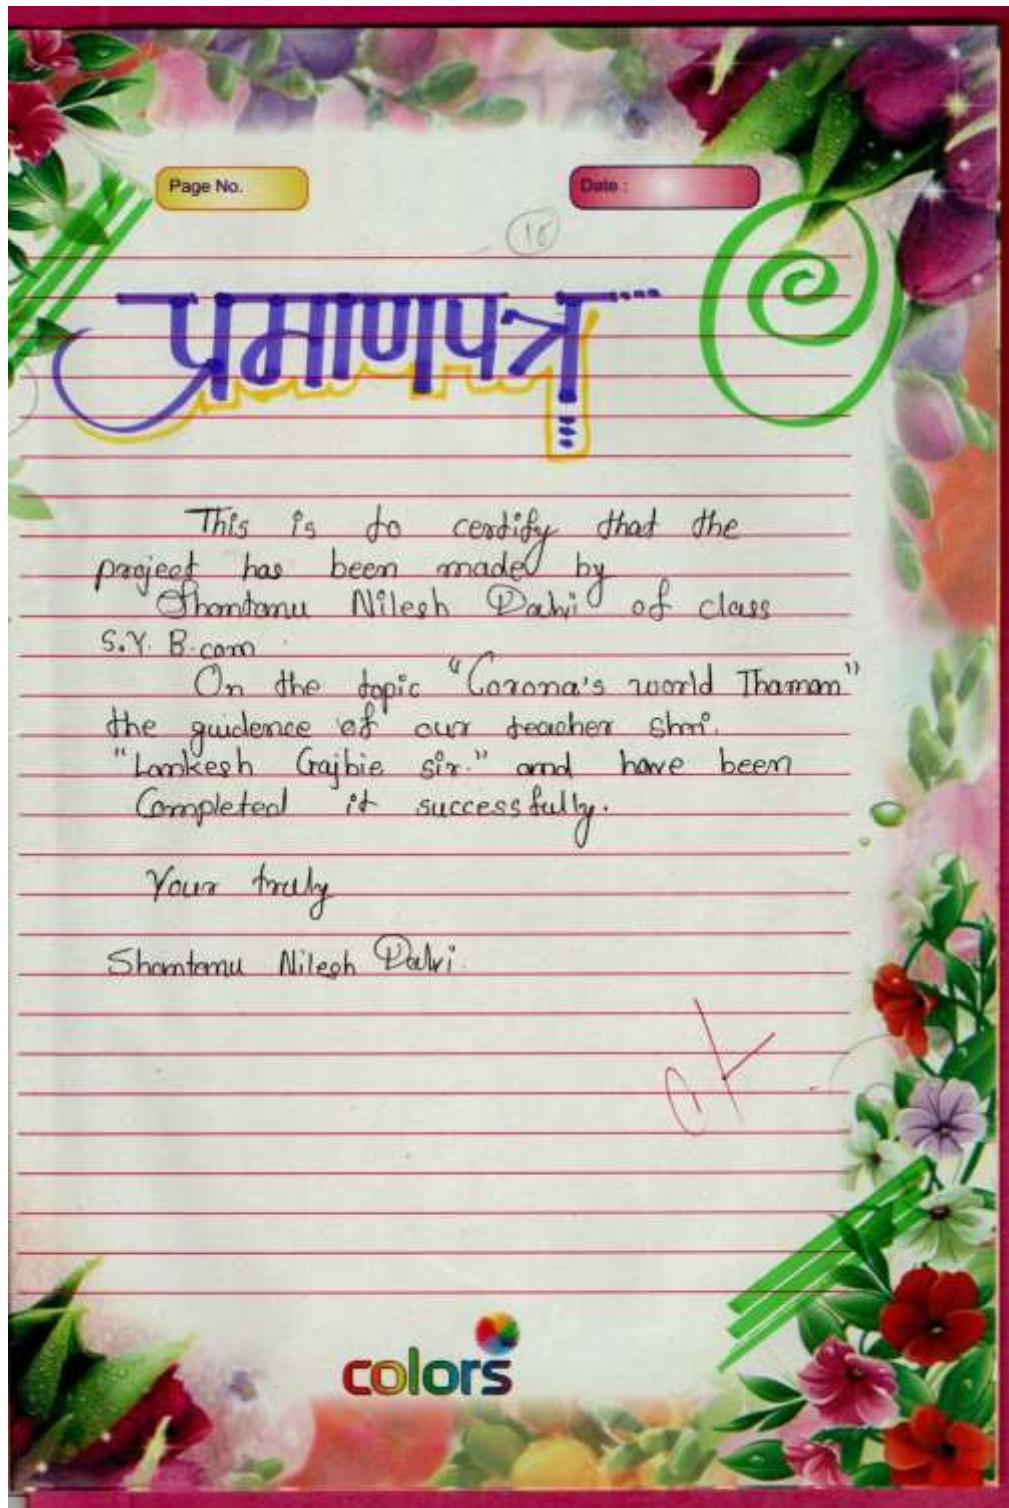 Page No.
Date :
प्रमाणपत्र
This is to certify that the
project has been made by
Shantanu Nilesh Dalvi of class
S.Y. B.com
On the topic "Corona's world Thaman"
the guidence of our teacher shri.
"Lankesh Gajbie sir." and have been
Completed it successfully.
Your truly
Shantanu Nilesh Dalvi.
colors